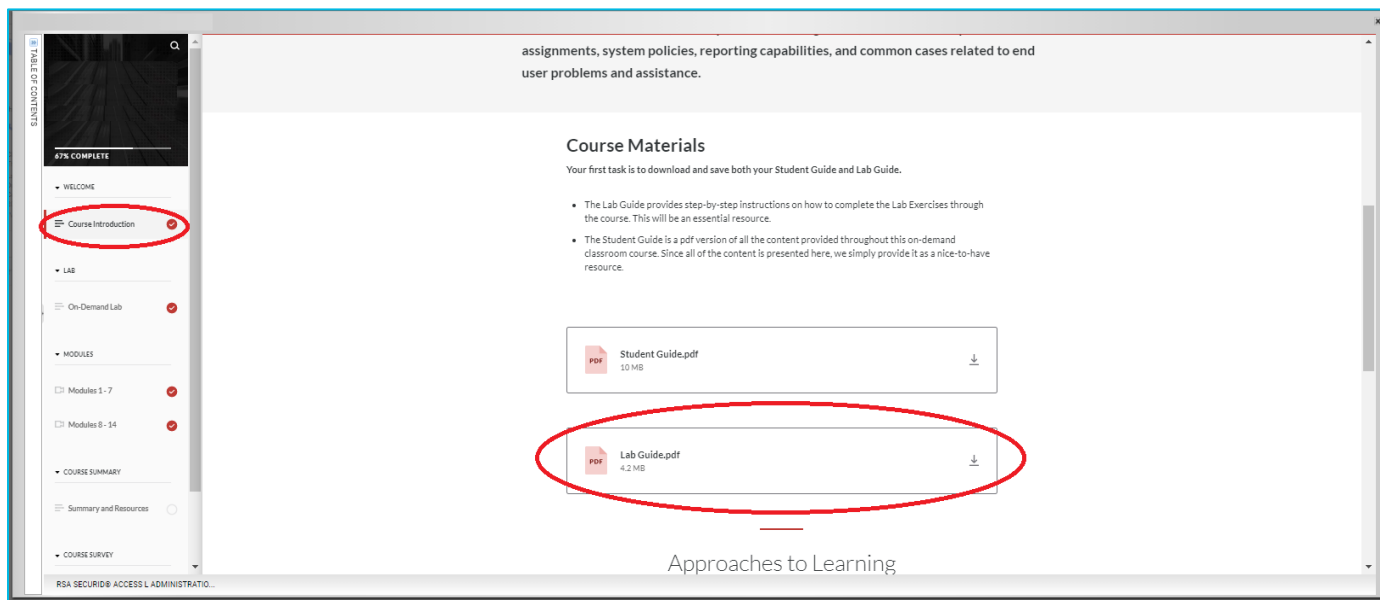 TABLE OF CONTENTS
67% COMPLETE
WELCOME
Course Introduction
LAB
On-Demand Lab
MODULES
Modules 1 - 7
Modules 8 - 14
COURSE SUMMARY
Summary and Resources
COURSE SURVEY
RSA SECURID® ACCESS L ADMINISTRATIO...
assignments, system policies, reporting capabilities, and common cases related to end
user problems and assistance.
Course Materials
Your first task is to download and save both your Student Guide and Lab Guide.
• The Lab Guide provides step-by-step instructions on how to complete the Lab Exercises through
the course. This will be an essential resource.
• The Student Guide is a pdf version of all the content provided throughout this on-demand
classroom course. Since all of the content is presented here, we simply provide it as a nice-to-have
resource.
PDF
Student Guide.pdf
10 MB
PDF
Lab Guide.pdf
4.2 MB
Approaches to Learning